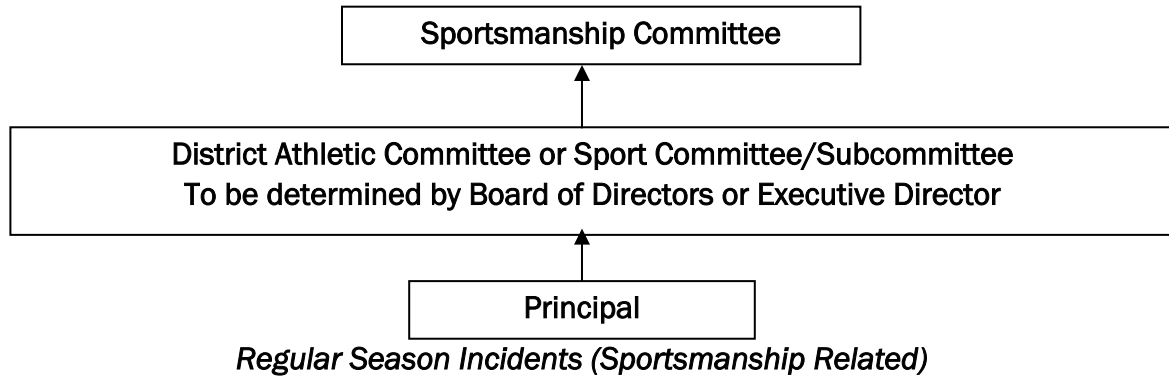 Sportsmanship Committee
District Athletic Committee or Sport Committee/Subcommittee
To be determined by Board of Directors or Executive Director
Principal
Regular Season Incidents (Sportsmanship Related)